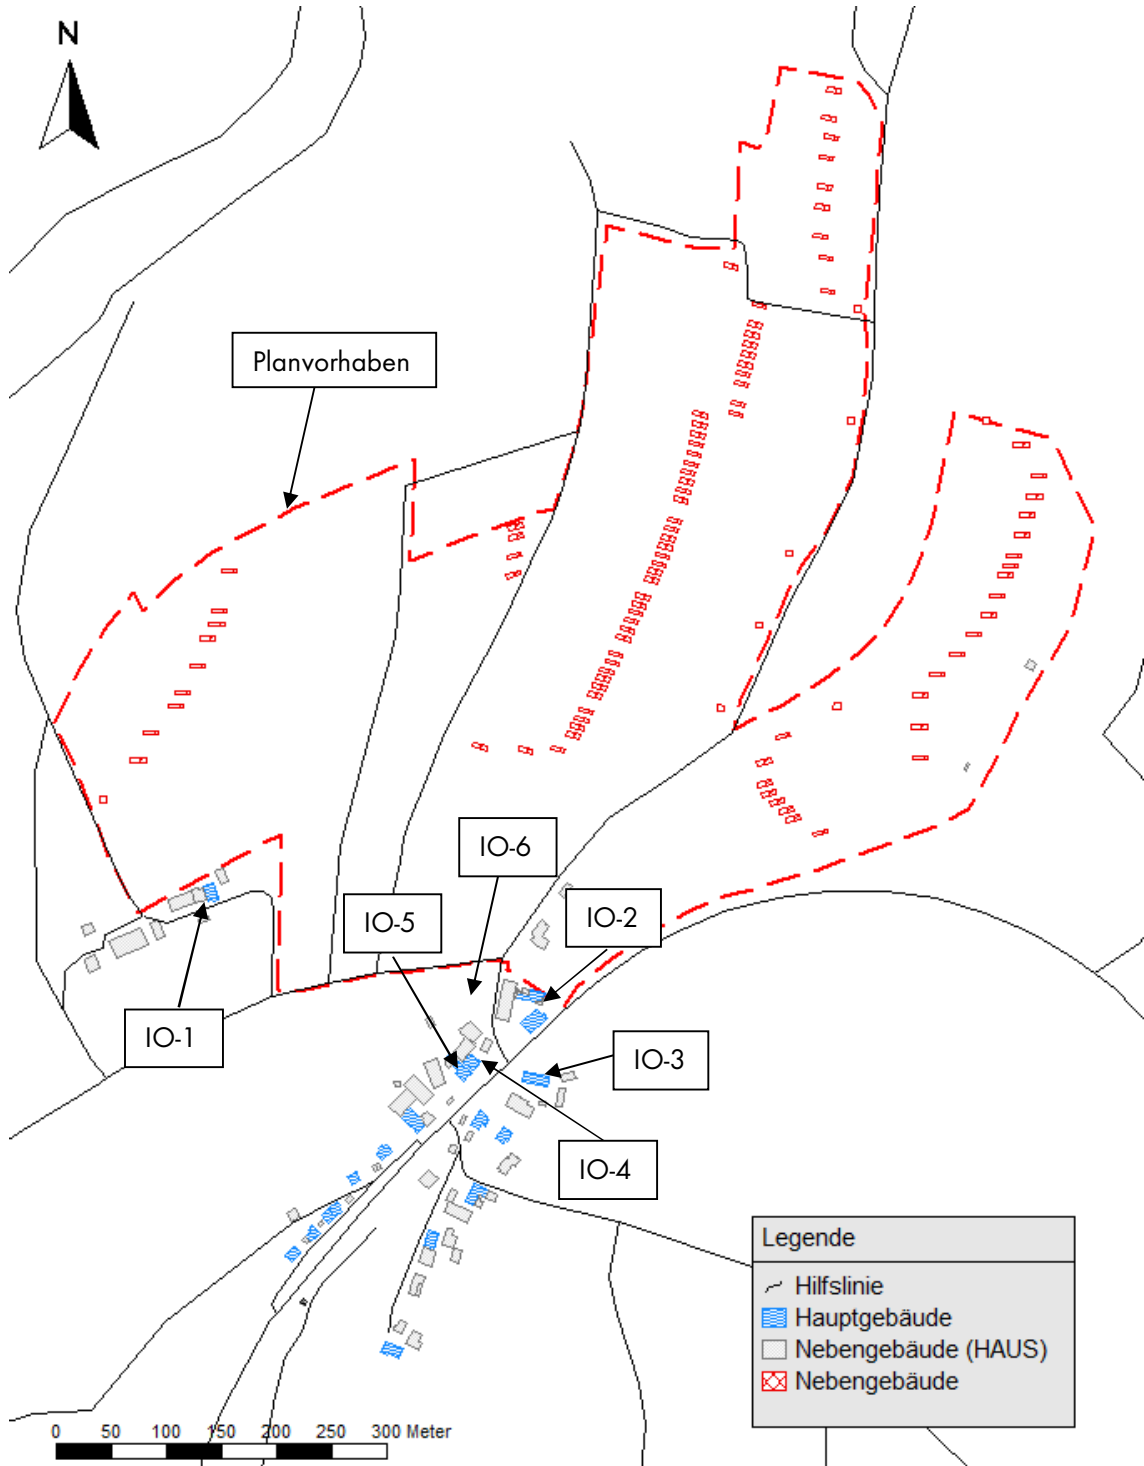 N
Planvorhaben
IO-6
IO-5
IO-2
IO-1
IO-3
IO-4
Legende
Hilfslinie
Hauptgebäude
Nebengebäude (HAUS)
Nebengebäude
0 50 100 150 200 250 300 Meter